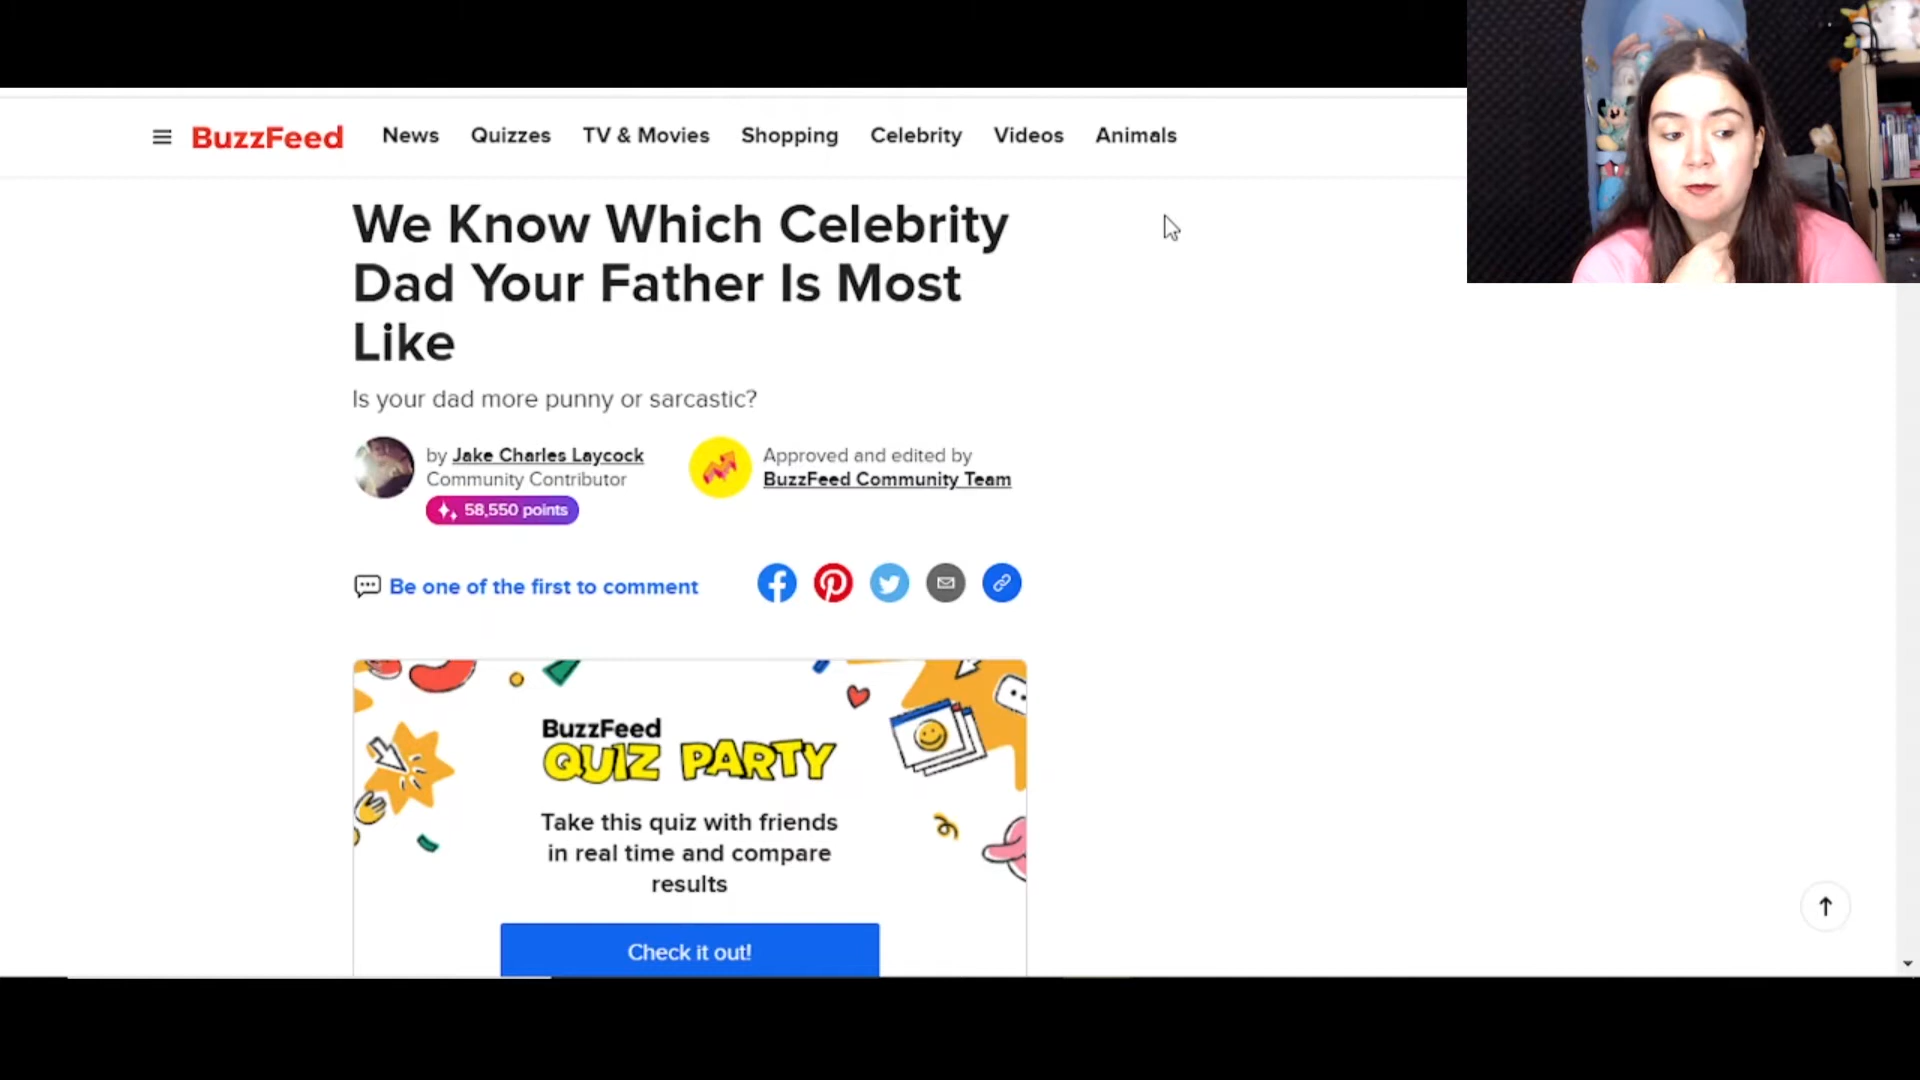 BuzzFeed News Quizzes TV & Movies Shopping Celebrity Videos Animals
We Know Which Celebrity
Dad Your Father Is Most
Like
Is your dad more punny or sarcastic?
by Jake Charles Laycock
Community Contributor
58,550 points
Approved and edited by
BuzzFeed Community Team
Be one of the first to comment
BuzzFeed
QUIZ PARTY
Take this quiz with friends
in real time and compare
results
Check it out!